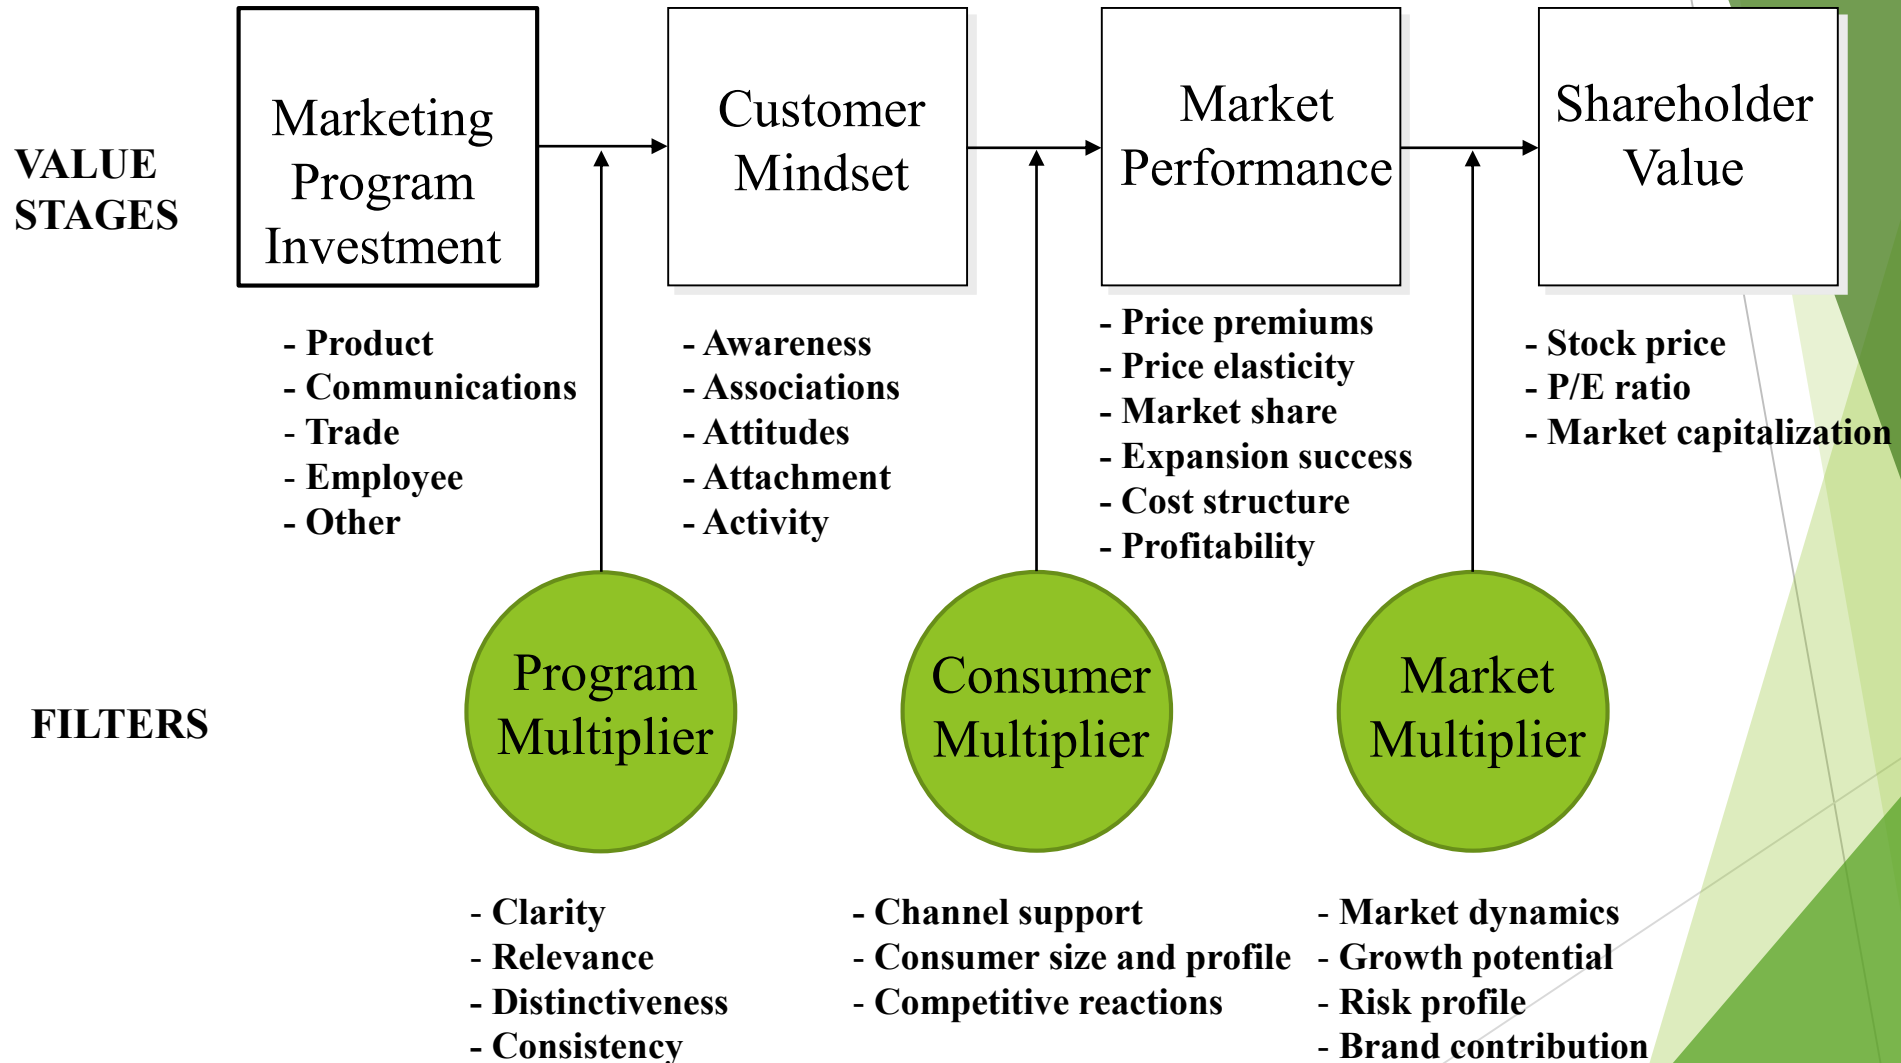 VALUE
STAGES
Marketing
Program
Investment
Customer
Mindset
Market
Performance
Shareholder
Value
- Product
- Communications
- Trade
- Employee
- Other
- Awareness
- Associations
- Attitudes
- Attachment
- Activity
- Price premiums
- Price elasticity
- Market share
- Expansion success
- Cost structure
- Profitability
- Stock price
- P/E ratio
- Market capitalization
FILTERS
Program
Multiplier
Consumer
Multiplier
Market
Multiplier
- Clarity
- Relevance
- Distinctiveness
- Consistency
- Channel support
- Consumer size and profile
- Competitive reactions
- Market dynamics
- Growth potential
- Risk profile
- Brand contribution